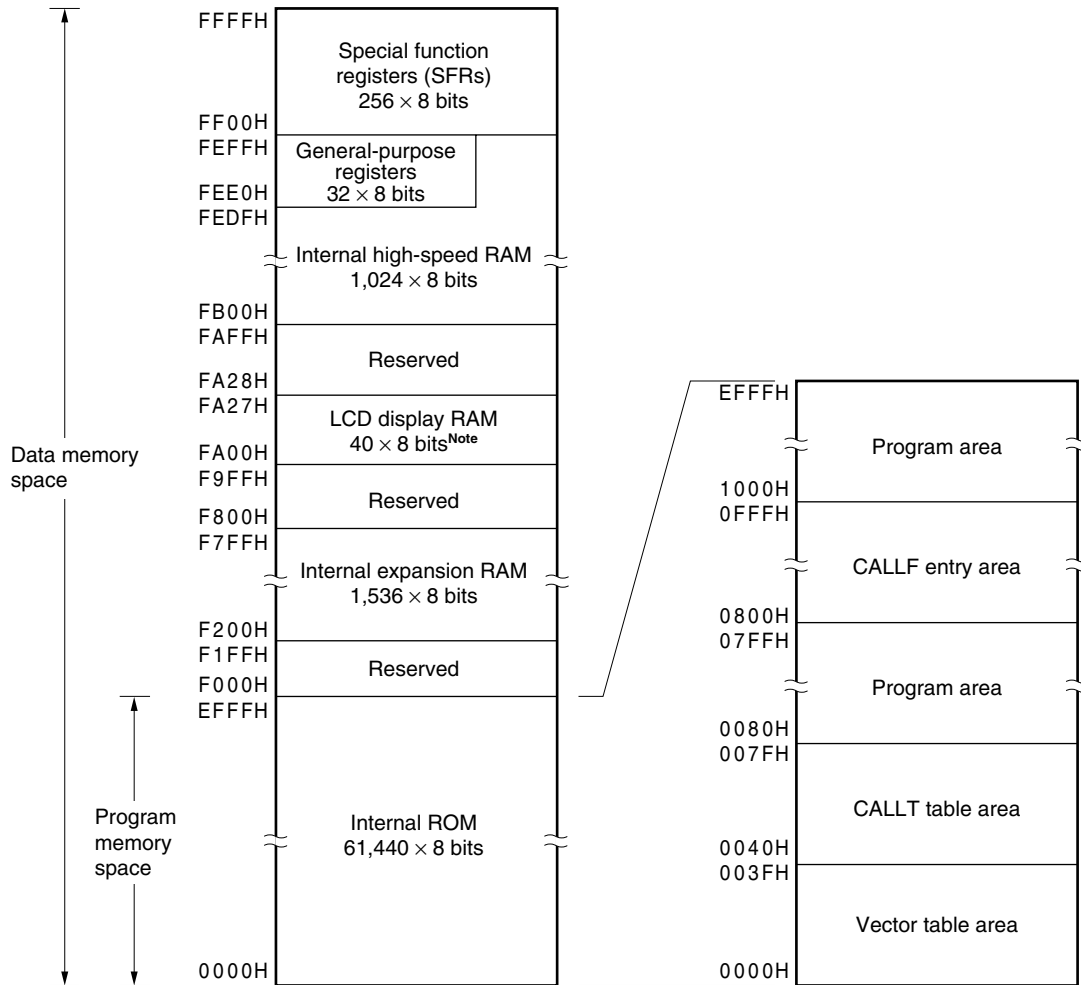 FFFFH
Special function
registers (SFRs)
256 × 8 bits
FF00H
FEFFH
General-purpose
registers
32 × 8 bits
FEE0H
FEDFH
Internal high-speed RAM
1,024 × 8 bits
FB00H
FAFFH
Reserved
FA28H
FA27H
LCD display RAM
40 × 8 bitsNote
FA00H
F9FFH
Reserved
F800H
F7FFH
Internal expansion RAM
1,536 × 8 bits
F200H
F1FFH
Reserved
F000H
EFFFH
Internal ROM
61,440 × 8 bits
0000H
Data memory
space
Program
memory
space
EFFFH
Program area
1000H
0FFFH
CALLF entry area
0800H
07FFH
Program area
0080H
007FH
CALLT table area
0040H
003FH
Vector table area
0000H